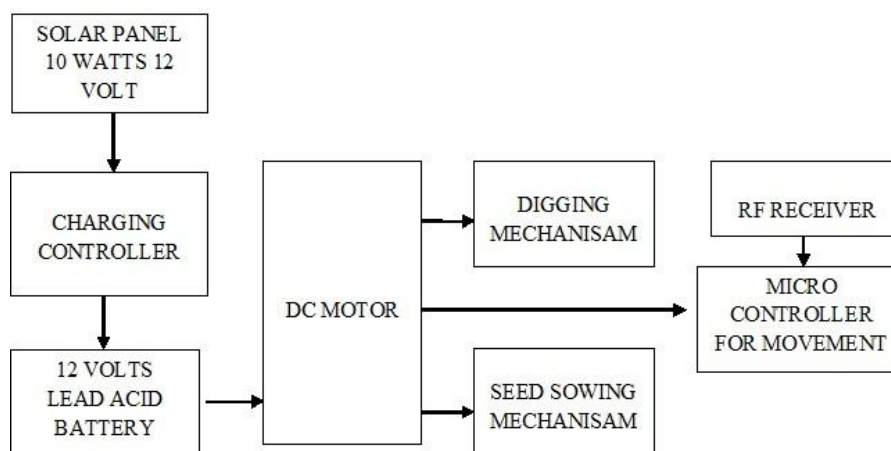 SOLAR PANEL
10 WATTS 12
VOLT
CHARGING
CONTROLLER
12 VOLTS
LEAD ACID
BATTERY
DC MOTOR
DIGGING
MECHANISAM
SEED SOWING
MECHANISAM
RF RECEIVER
MICRO
CONTROLLER
FOR MOVEMENT